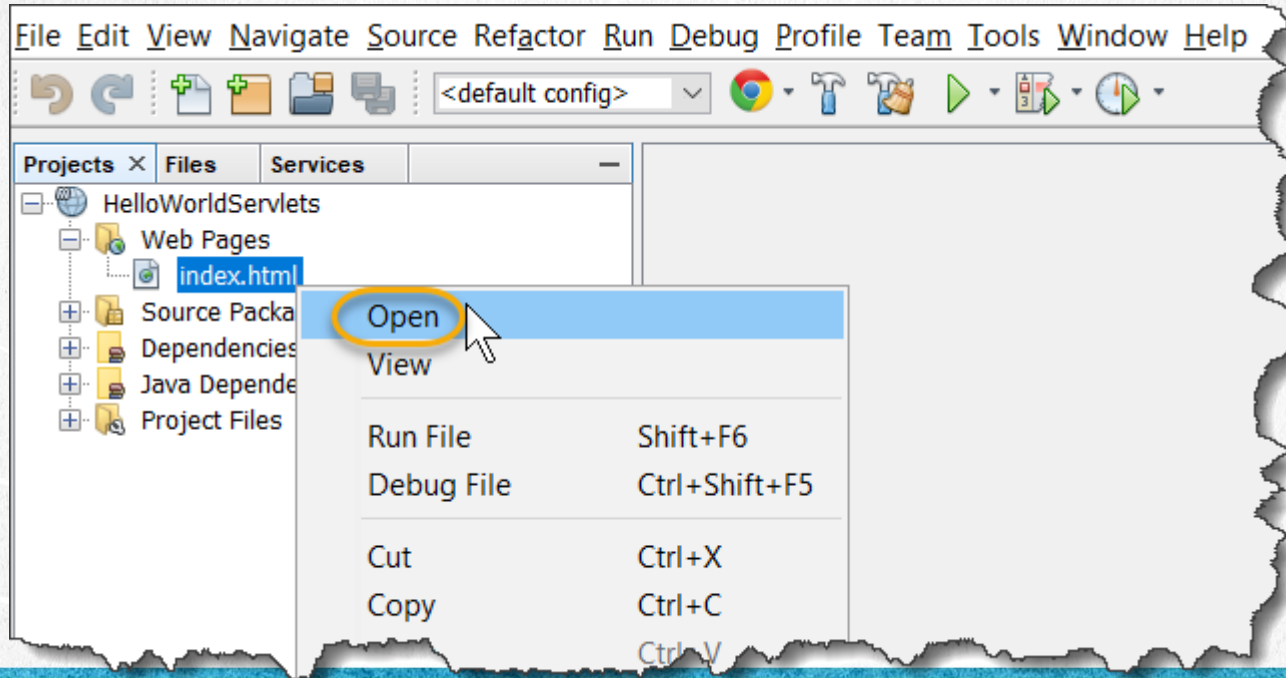 File Edit View Navigate Source Refactor Run Debug Profile Team Tools Window Help
<default config>
Projects Files Services
HelloWorldServlets
Web Pages
index.html
Source Packa
Dependencies
Java Depende
Project Files
Open
View
Run File Shift+F6
Debug File Ctrl+Shift+F5
Cut Ctrl+X
Copy Ctrl+C
Ctrl+V